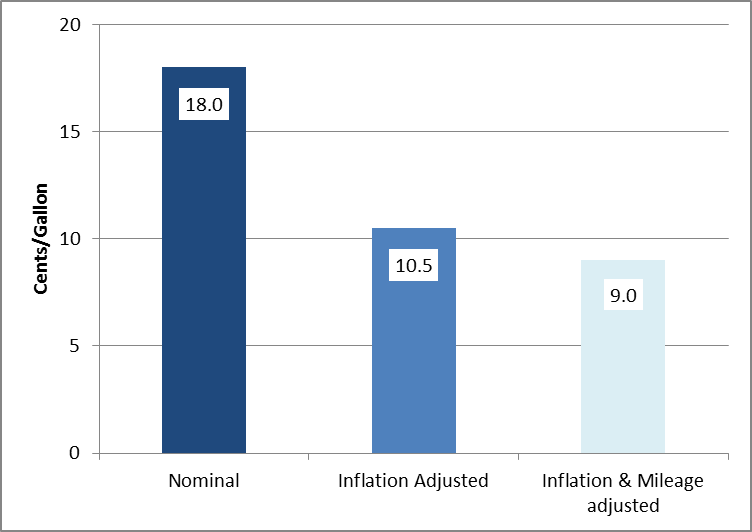 20
15
10
5
0
Cents/Gallon
18.0
10.5
9.0
Nominal
Inflation Adjusted
Inflation & Mileage
adjusted